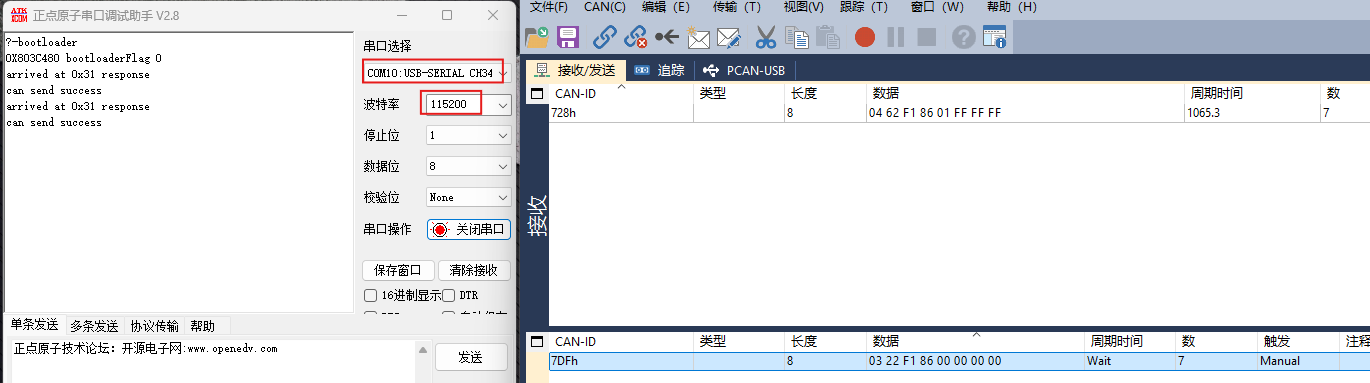 ATK
ICOM
正点原子串口调试助手 V2.8
?-bootloader
0X803C480 bootloaderFlag 0
arrived at 0x31 response
can send success
arrived at 0x31 response
can send success
串口选择
COM10:USB-SERIAL CH34
波特率
115200
停止位
1
数据位
8
校验位
None
串口操作
关闭串口
保存窗口
清除接收
16进制显示
DTR
单条发送
多条发送
协议传输
帮助
正点原子技术论坛：开源电子网:www.openedv.com
发送
文件(F)
CAN(C)
编辑（E）
传输（T）
视图(V)
跟踪（T）
窗口（W）
帮助（H）
接收/发送
追踪
PCAN-USB
接收
CAN-ID
类型
长度
数据
周期时间
数
728h
8
04 62 F1 86 01 FF FF FF
1065.3
7
CAN-ID
类型
长度
数据
周期时间
数
触发
注释
7DFh
8
03 22 F1 86 00 00 00 00
Wait
7
Manual